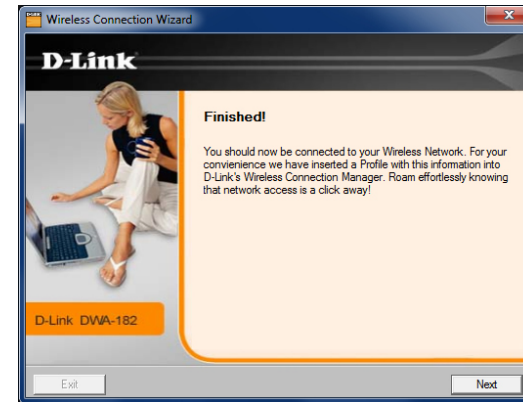 Wireless Connection Wizard
D-Link
Finished!
You should now be connected to your Wireless Network. For your
convienience we have inserted a Profile with this information into
D-Link's Wireless Connection Manager. Roam effortlessly knowing
that network access is a click away!
D-Link DWA-182
Exit
Next